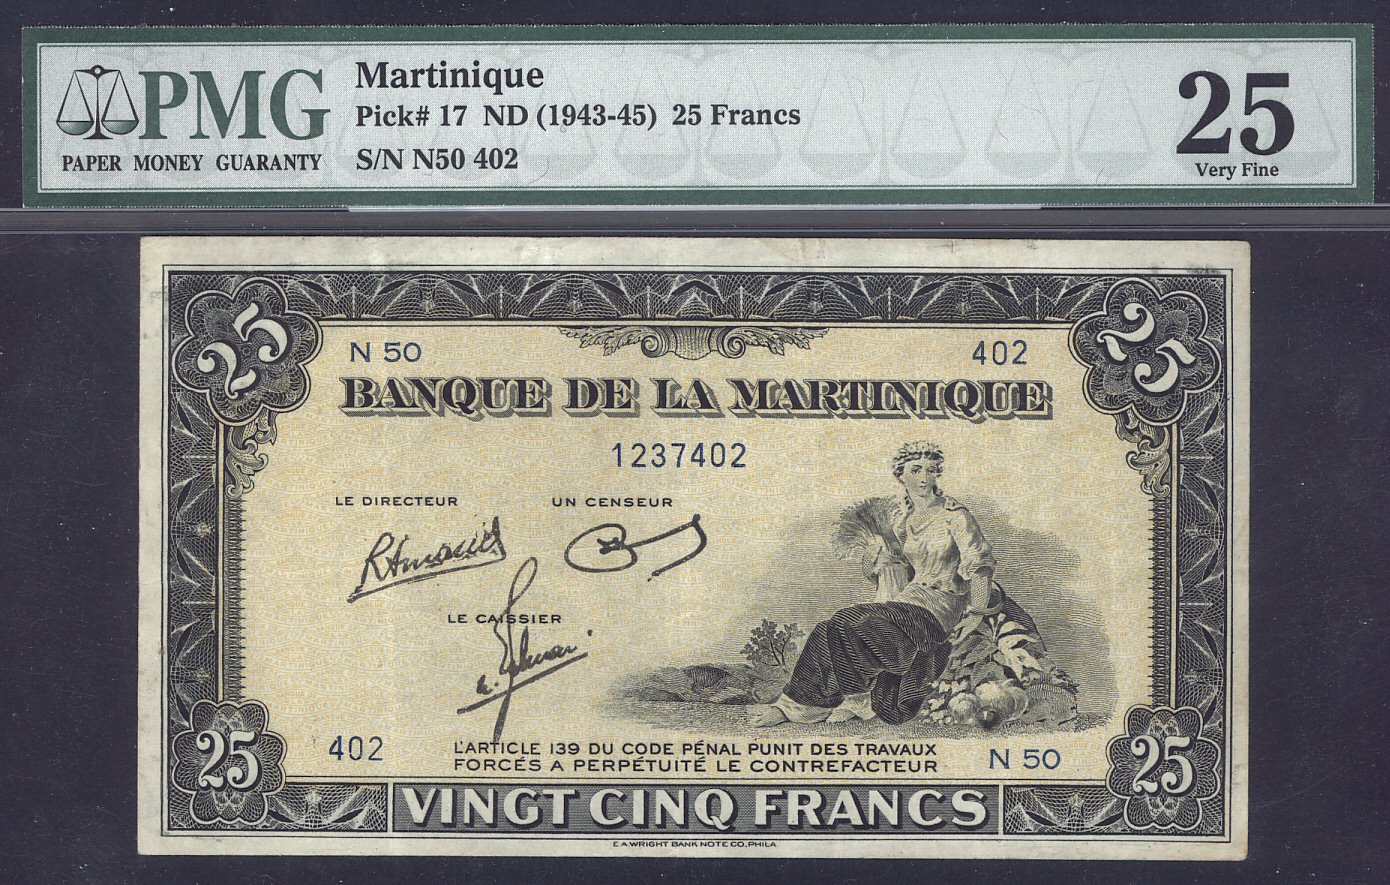 PMG
PAPER MONEY GUARANTY
Martinique
Pick# 17 ND (1943-45) 25 Francs
S/N N50 402
25
Very Fine
25
25
N 50
402
BANQUE DE LA MARTINIQUE
1237402
LE DIRECTEUR
UN CENSEUR
LE CAISSIER
402
L'ARTICLE 139 DU CODE PÉNAL PUNIT DES TRAVAUX
FORCÉS A PERPÉTUITÉ LE CONTREFACTEUR
N 50
25
25
VINGT CINQ FRANCS
E.A.WRIGHT BANK NOTE CO., PHILA.